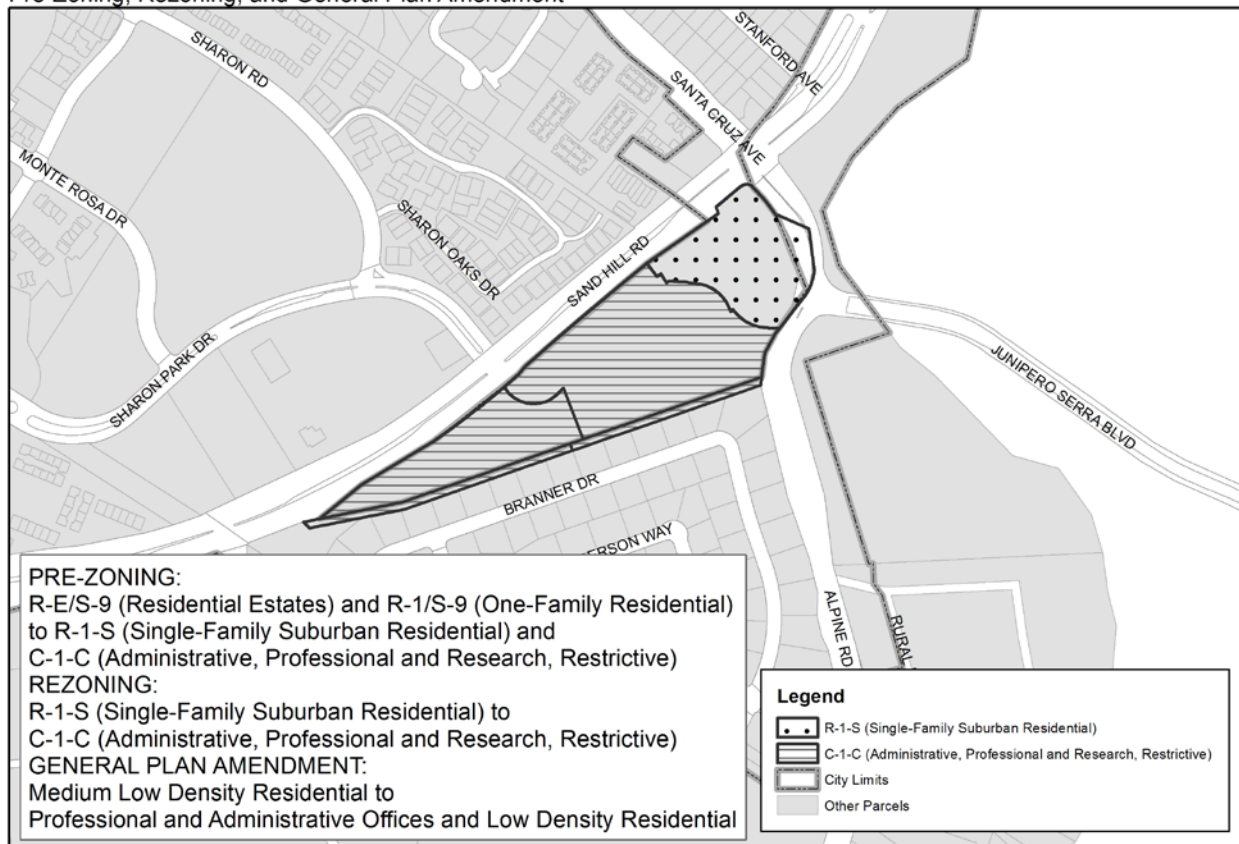 Pre-Zoning, Rezoning, and General Plan Amendment
STANFORD AVE
SHARON RD
SANTA CRUZ AVE
MONTE ROSA DR
SHARON OAKS DR
SAND HILL RD
SHARON PARK DR
JUNIPERO SERRA BLVD
BRANNER DR
ERSON WAY
ALPINE RD
RURAL
PRE-ZONING:
R-E/S-9 (Residential Estates) and R-1/S-9 (One-Family Residential)
to R-1-S (Single-Family Suburban Residential) and
C-1-C (Administrative, Professional and Research, Restrictive)
REZONING:
R-1-S (Single-Family Suburban Residential) to
C-1-C (Administrative, Professional and Research, Restrictive)
GENERAL PLAN AMENDMENT:
Medium Low Density Residential to
Professional and Administrative Offices and Low Density Residential
Legend
R-1-S (Single-Family Suburban Residential)
C-1-C (Administrative, Professional and Research, Restrictive)
City Limits
Other Parcels